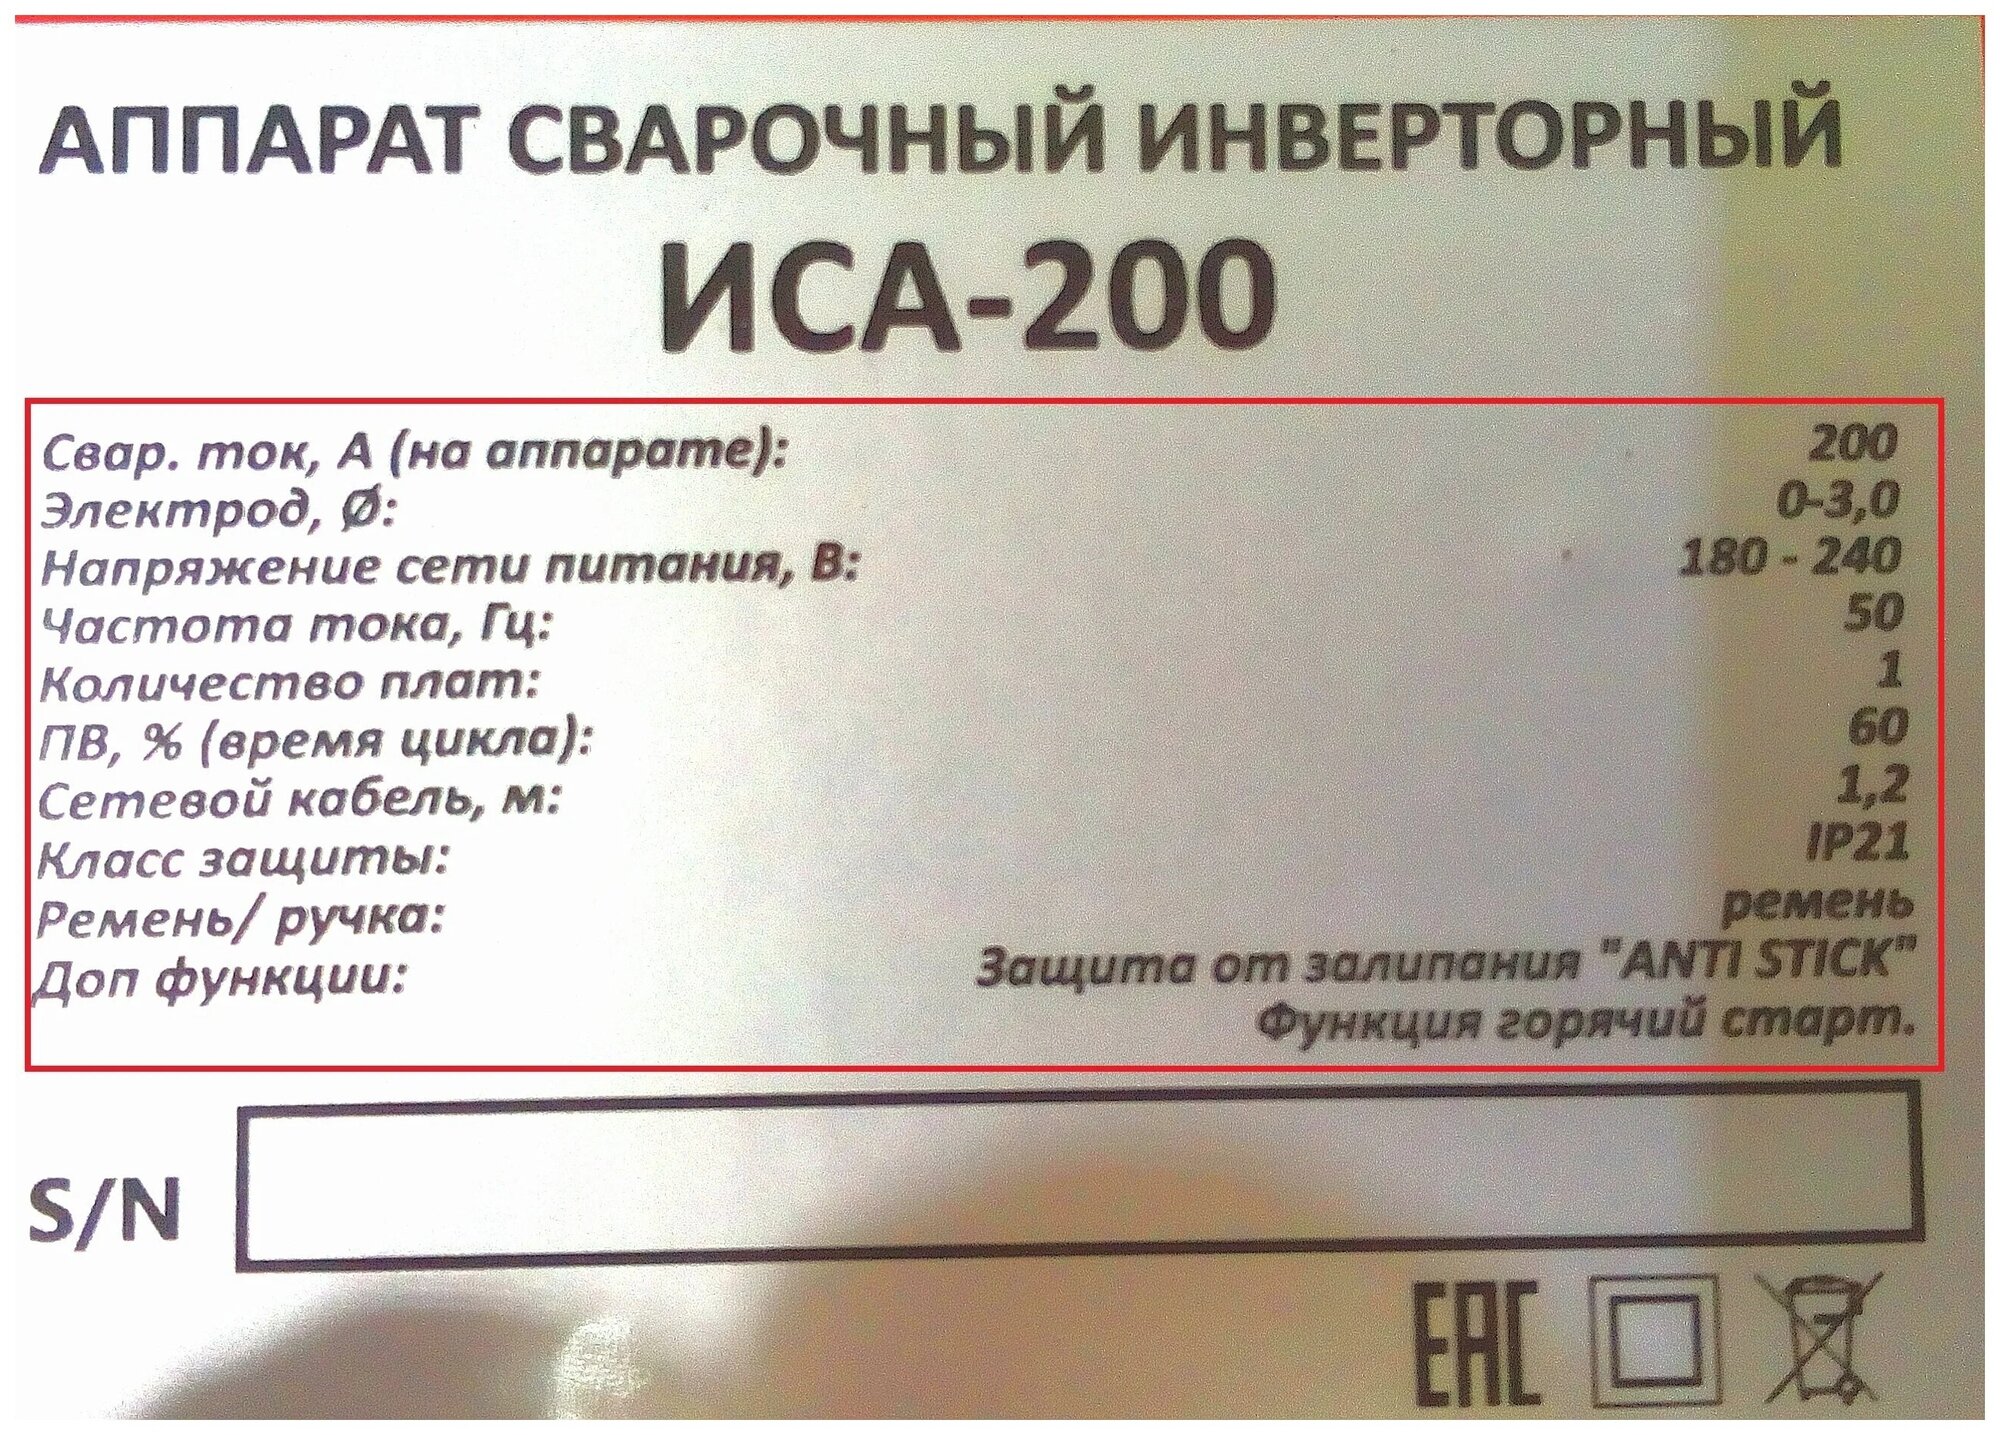 АППАРАТ СВАРОЧНЫЙ ИНВЕРТОРНЫЙ
ИСА-200
Свар. ток, А (на аппарате): 200
Электрод, Ø: 0-3,0
Напряжение сети питания, В: 180 - 240
Частота тока, Гц: 50
Количество плат: 1
ПВ, % (время цикла): 60
Сетевой кабель, м: 1,2
Класс защиты: IP21
Ремень/ ручка: ремень
Доп функции: Защита от залипания "ANTI STICK"
Функция горячий старт.
S/N
EAC